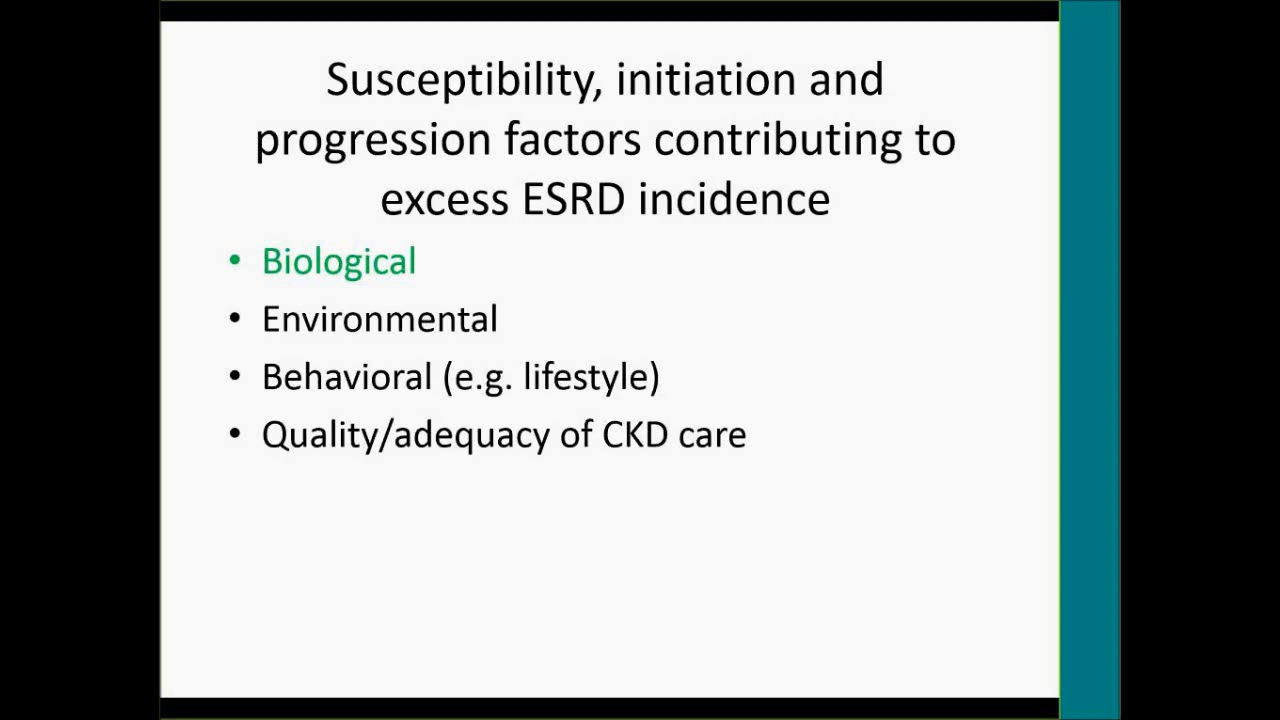 Susceptibility, initiation and
progression factors contributing to
excess ESRD incidence
• Biological
• Environmental
• Behavioral (e.g. lifestyle)
• Quality/adequacy of CKD care